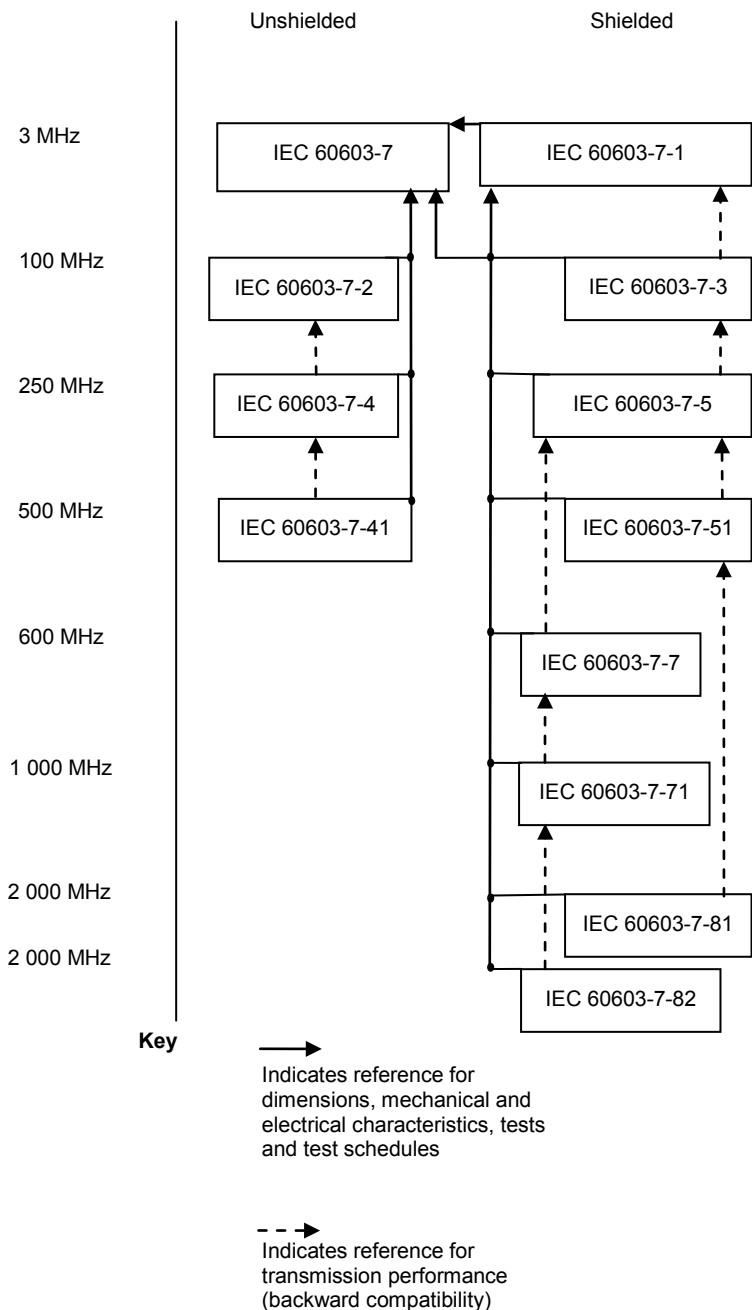 Unshielded Shielded
3 MHz IEC 60603-7 IEC 60603-7-1
100 MHz IEC 60603-7-2 IEC 60603-7-3
250 MHz IEC 60603-7-4 IEC 60603-7-5
500 MHz IEC 60603-7-41 IEC 60603-7-51
600 MHz IEC 60603-7-7
1 000 MHz IEC 60603-7-71
2 000 MHz IEC 60603-7-81
2 000 MHz IEC 60603-7-82
Key
Indicates reference for
dimensions, mechanical and
electrical characteristics, tests
and test schedules
Indicates reference for
transmission performance
(backward compatibility)